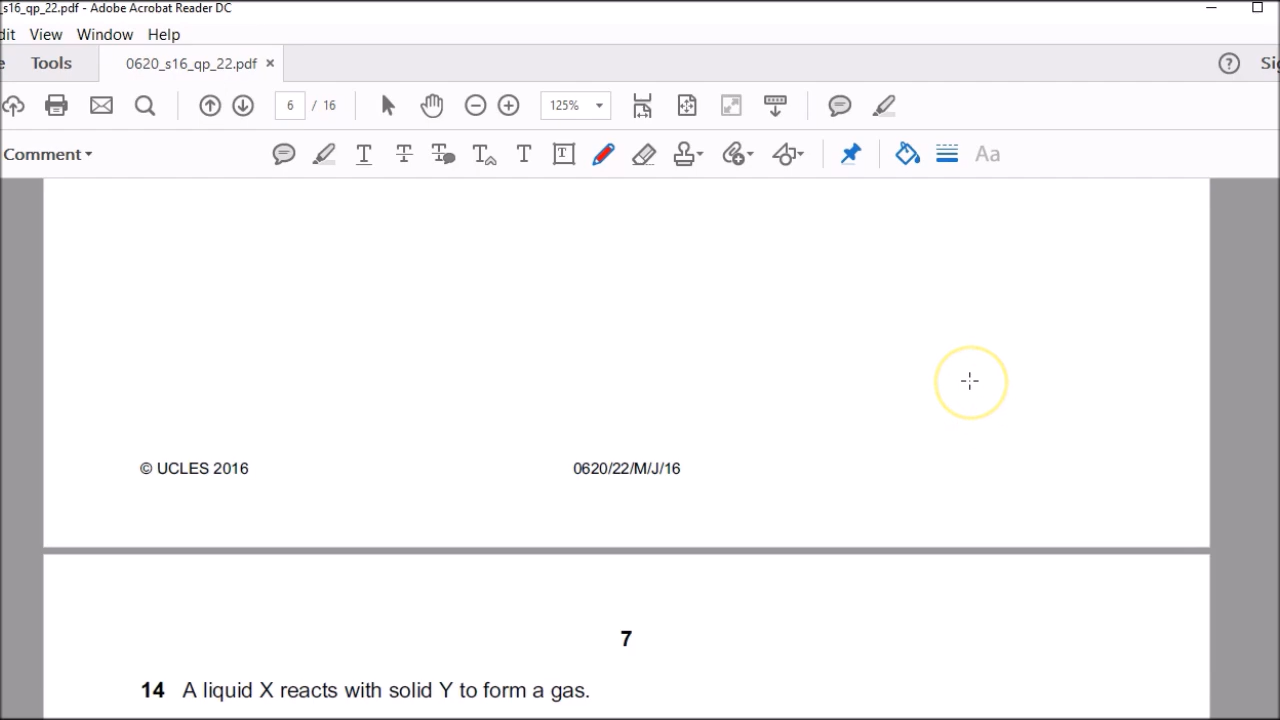 _s16_qp_22.pdf - Adobe Acrobat Reader DC
dit View Window Help
e Tools 0620_s16_qp_22.pdf × ? Sig
6 / 16 125%
Comment T T T T T T Aa
© UCLES 2016 0620/22/M/J/16
7
14 A liquid X reacts with solid Y to form a gas.